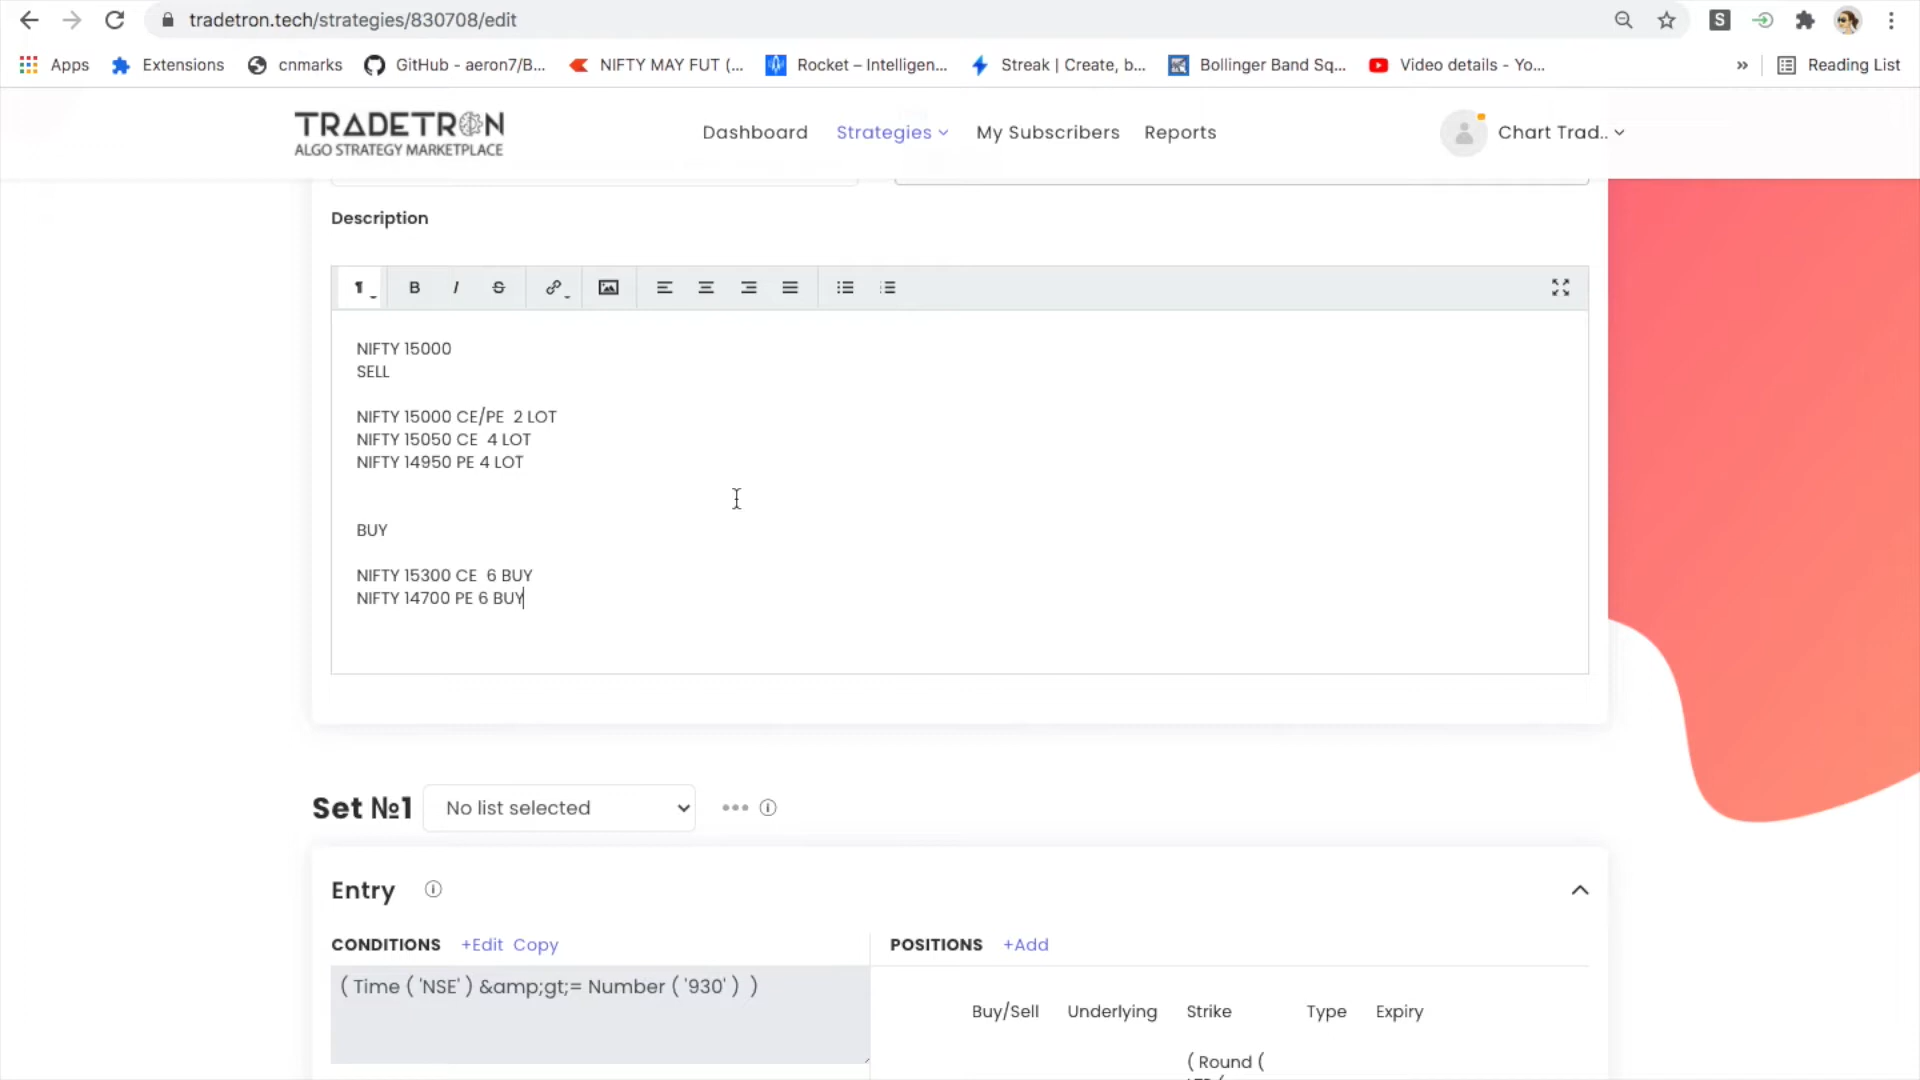 tradetron.tech/strategies/830708/edit
S
Apps Extensions cnmarks GitHub - aeron7/B... NIFTY MAY FUT (... Rocket – Intelligen... Streak | Create, b... Bollinger Band Sq... Video details - Yo... » Reading List
TRADETRON
ALGO STRATEGY MARKETPLACE
Dashboard Strategies My Subscribers Reports Chart Trad..
Description
¶ B I S
NIFTY 15000
SELL
NIFTY 15000 CE/PE 2 LOT
NIFTY 15050 CE 4 LOT
NIFTY 14950 PE 4 LOT
BUY
NIFTY 15300 CE 6 BUY
NIFTY 14700 PE 6 BUY
Set №1 No list selected
Entry
CONDITIONS +Edit Copy POSITIONS +Add
( Time ( 'NSE' ) &amp;gt;= Number ( '930' ) )
Buy/Sell Underlying Strike Type Expiry
( Round (